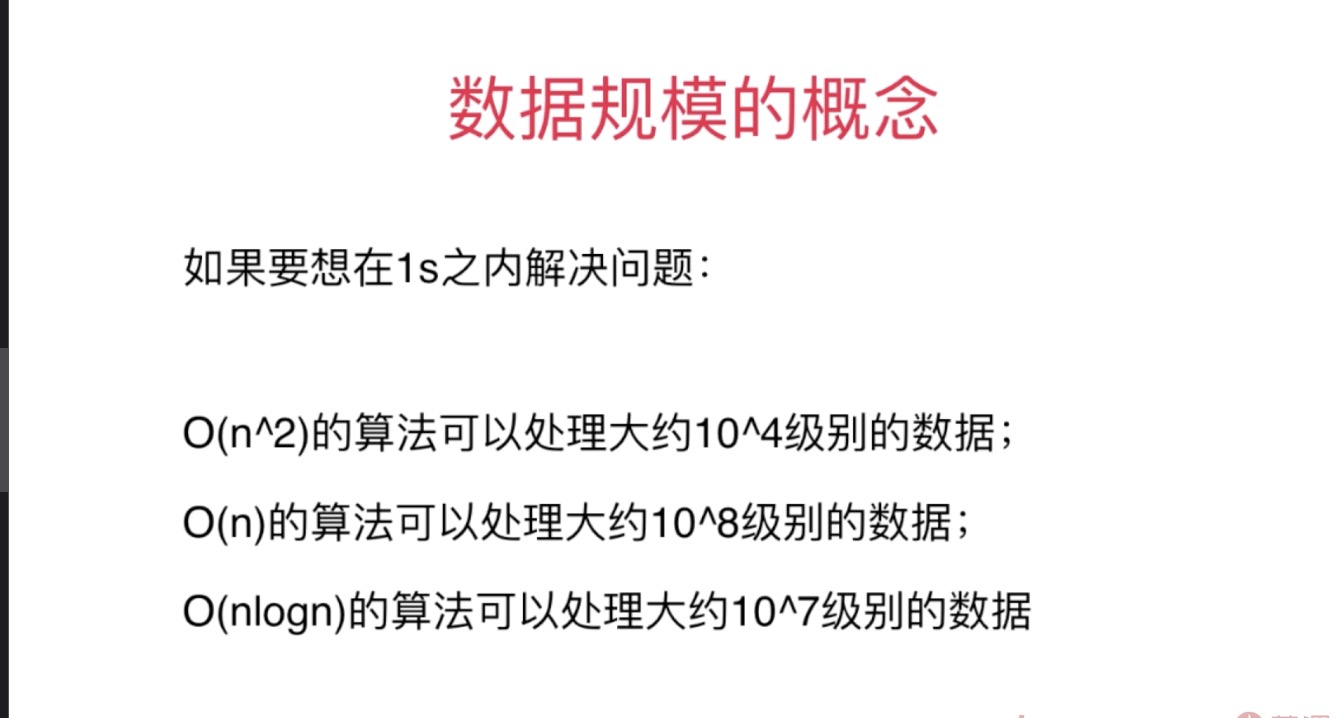 数据规模的概念
如果要想在1s之内解决问题：
O(n^2)的算法可以处理大约10^4级别的数据；
O(n)的算法可以处理大约10^8级别的数据；
O(nlogn)的算法可以处理大约10^7级别的数据